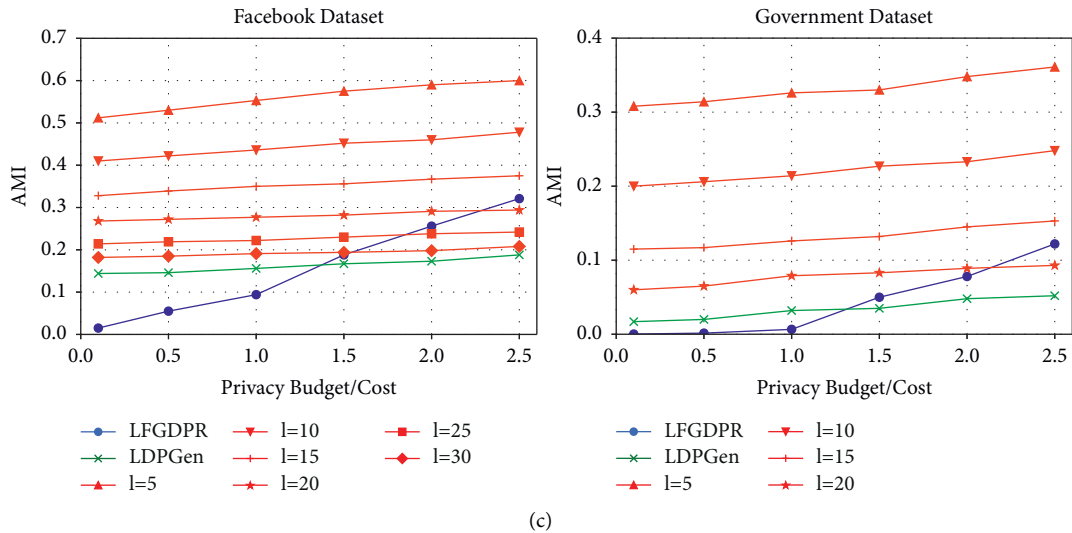 Facebook Dataset
0.7
0.6
0.5
0.4
0.3
0.2
0.1
0.0
AMI
0.0 0.5 1.0 1.5 2.0 2.5
Privacy Budget/Cost
LFGDPR l=10 l=25
LDPGen l=15 l=30
l=5 l=20
Government Dataset
0.4
0.3
0.2
0.1
0.0
AMI
0.0 0.5 1.0 1.5 2.0 2.5
Privacy Budget/Cost
LFGDPR l=10
LDPGen l=15
l=5 l=20
(c)